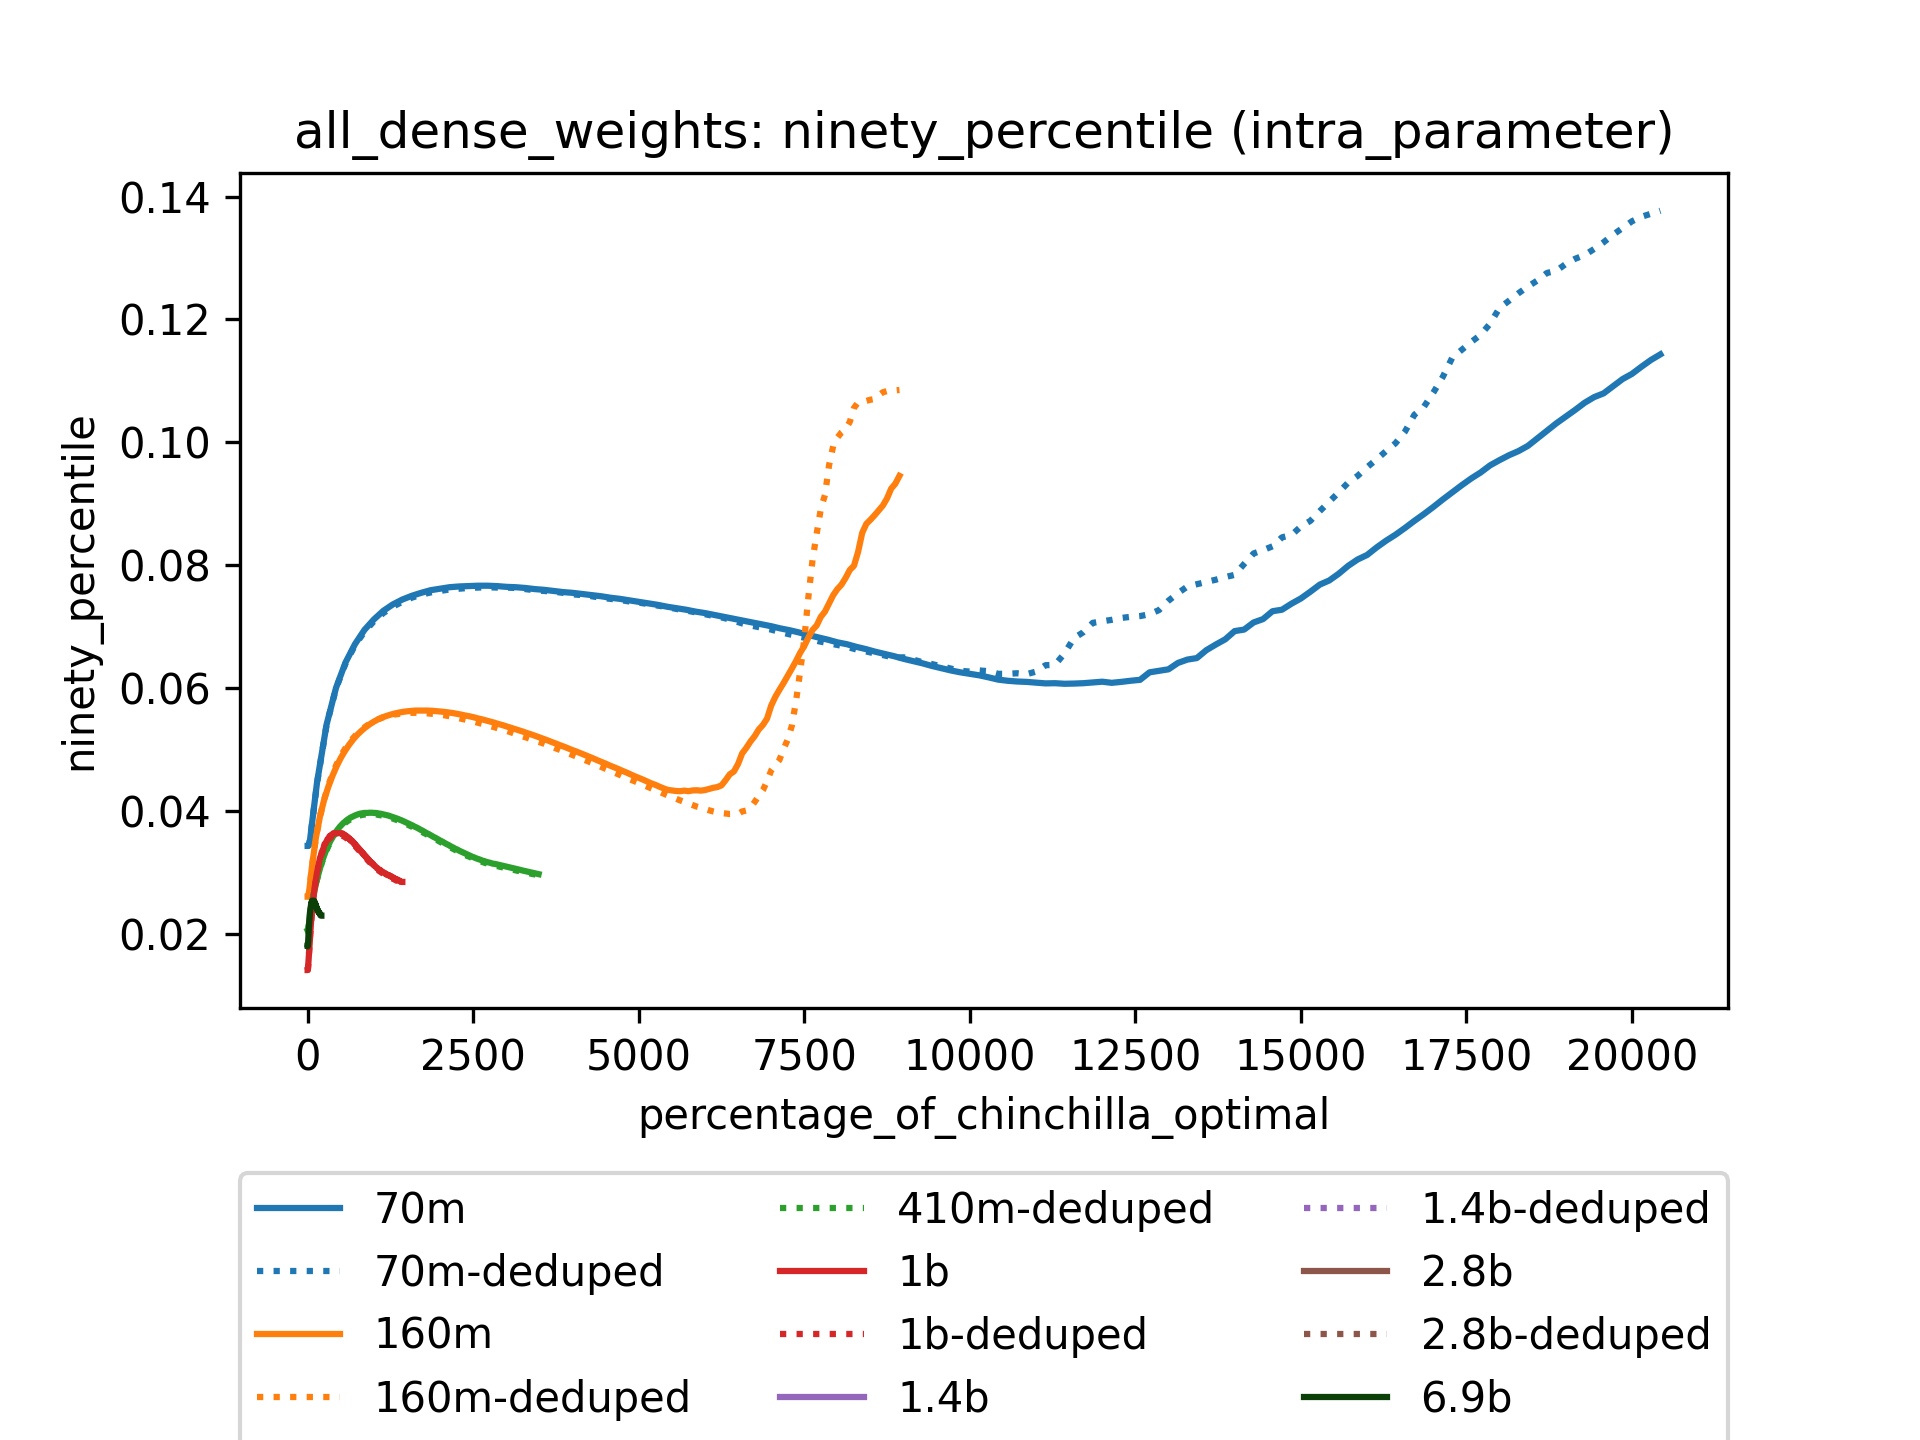 all_dense_weights: ninety_percentile (intra_parameter)
0.14
0.12
0.10
0.08
0.06
0.04
0.02
ninety_percentile
0 2500 5000 7500 10000 12500 15000 17500 20000
percentage_of_chinchilla_optimal
70m 410m-deduped 1.4b-deduped
70m-deduped 1b 2.8b
160m 1b-deduped 2.8b-deduped
160m-deduped 1.4b 6.9b